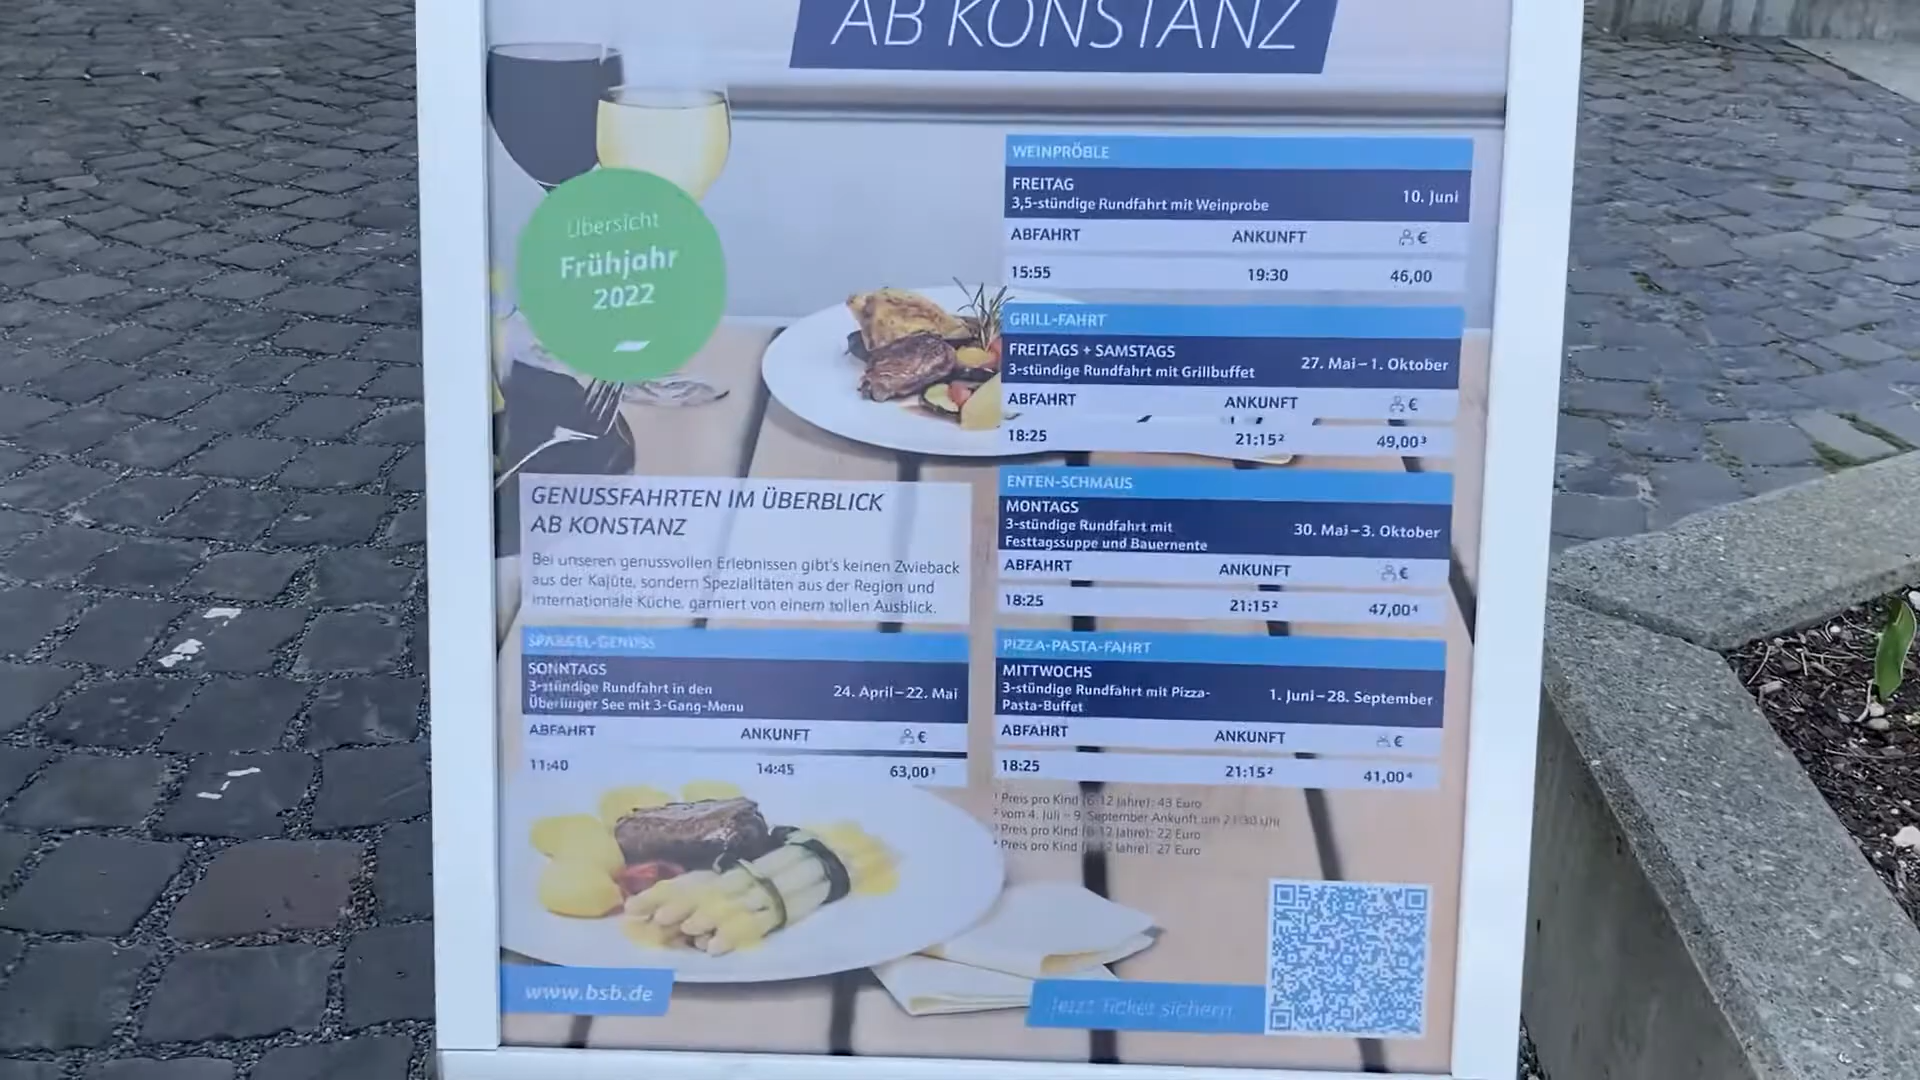 AB KONSTANZ
Übersicht
Frühjahr
2022
GENUSSFAHRTEN IM ÜBERBLICK
AB KONSTANZ
Bei unseren genussvollen Erlebnissen gibt's keinen Zwieback
aus der Kajüte, sondern Spezialitäten aus der Region und
internationale Küche, garniert von einem tollen Ausblick.
SPARGEL-GENUSS
SONNTAGS
3-stündige Rundfahrt in den
Überlinger See mit 3-Gang-Menu
24. April – 22. Mai
ABFAHRT ANKUNFT €
11:40 14:45 63,00¹
WEINPRÖBLE
FREITAG
3,5-stündige Rundfahrt mit Weinprobe
10. Juni
ABFAHRT ANKUNFT €
15:55 19:30 46,00
GRILL-FAHRT
FREITAGS + SAMSTAGS
3-stündige Rundfahrt mit Grillbuffet
27. Mai – 1. Oktober
ABFAHRT ANKUNFT €
18:25 21:15² 49,00³
ENTEN-SCHMAUS
MONTAGS
3-stündige Rundfahrt mit
Festtagssuppe und Bauernente
30. Mai – 3. Oktober
ABFAHRT ANKUNFT €
18:25 21:15² 47,00⁴
PIZZA-PASTA-FAHRT
MITTWOCHS
3-stündige Rundfahrt mit Pizza-
Pasta-Buffet
1. Juni – 28. September
ABFAHRT ANKUNFT €
18:25 21:15² 41,00⁴
¹ Preis pro Kind (6-12 Jahre): 43 Euro
² vom 4. Juli – 9. September Ankunft um 21:30 Uhr
³ Preis pro Kind (6-12 Jahre): 22 Euro
⁴ Preis pro Kind (6-12 Jahre): 27 Euro
www.bsb.de
Jetzt Ticket sichern